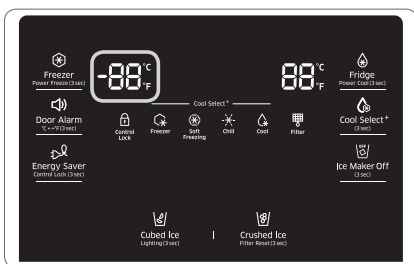 -88 °C °F
88 °C °F
Freezer
Power Freeze (3 sec)
Door Alarm
°C ↔ °F (3 sec)
Energy Saver
Control Lock (3 sec)
Cool Select+
Control Lock
Freezer
Soft Freezing
Chill
Cool
Filter
Fridge
Power Cool (3 sec)
Cool Select+
(3 sec)
OFF
Ice Maker Off
(3 sec)
Cubed Ice
Lighting (3 sec)
Crushed Ice
Filter Reset (3 sec)